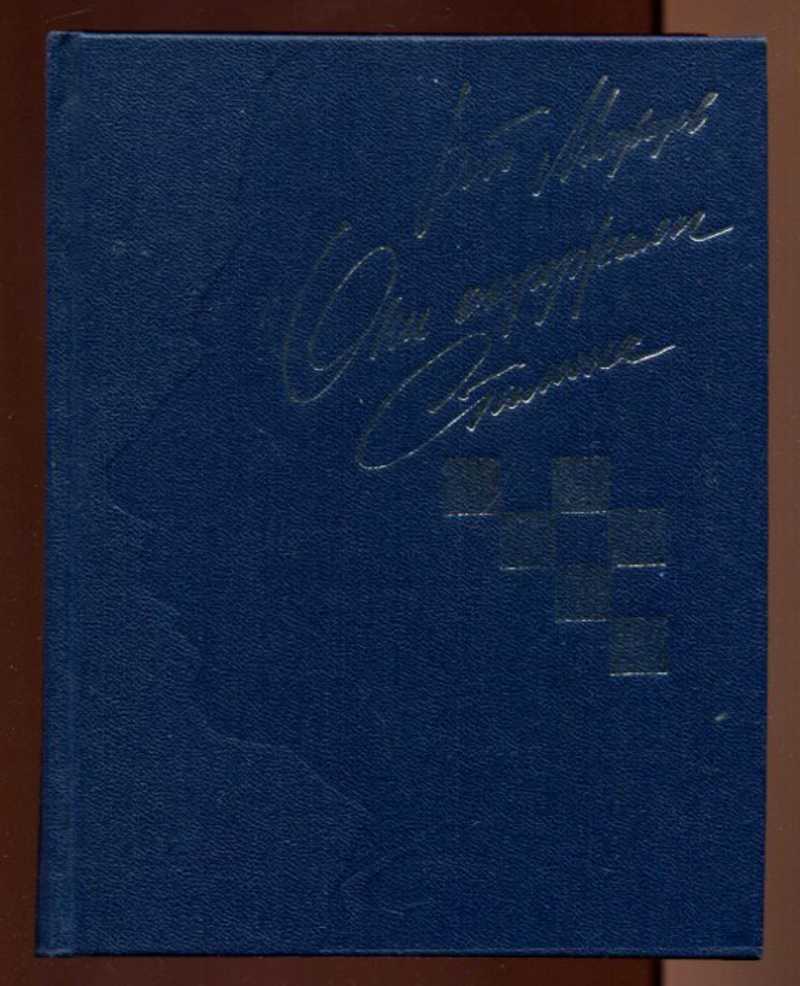 Рой Медведев
Они окружали
Сталина